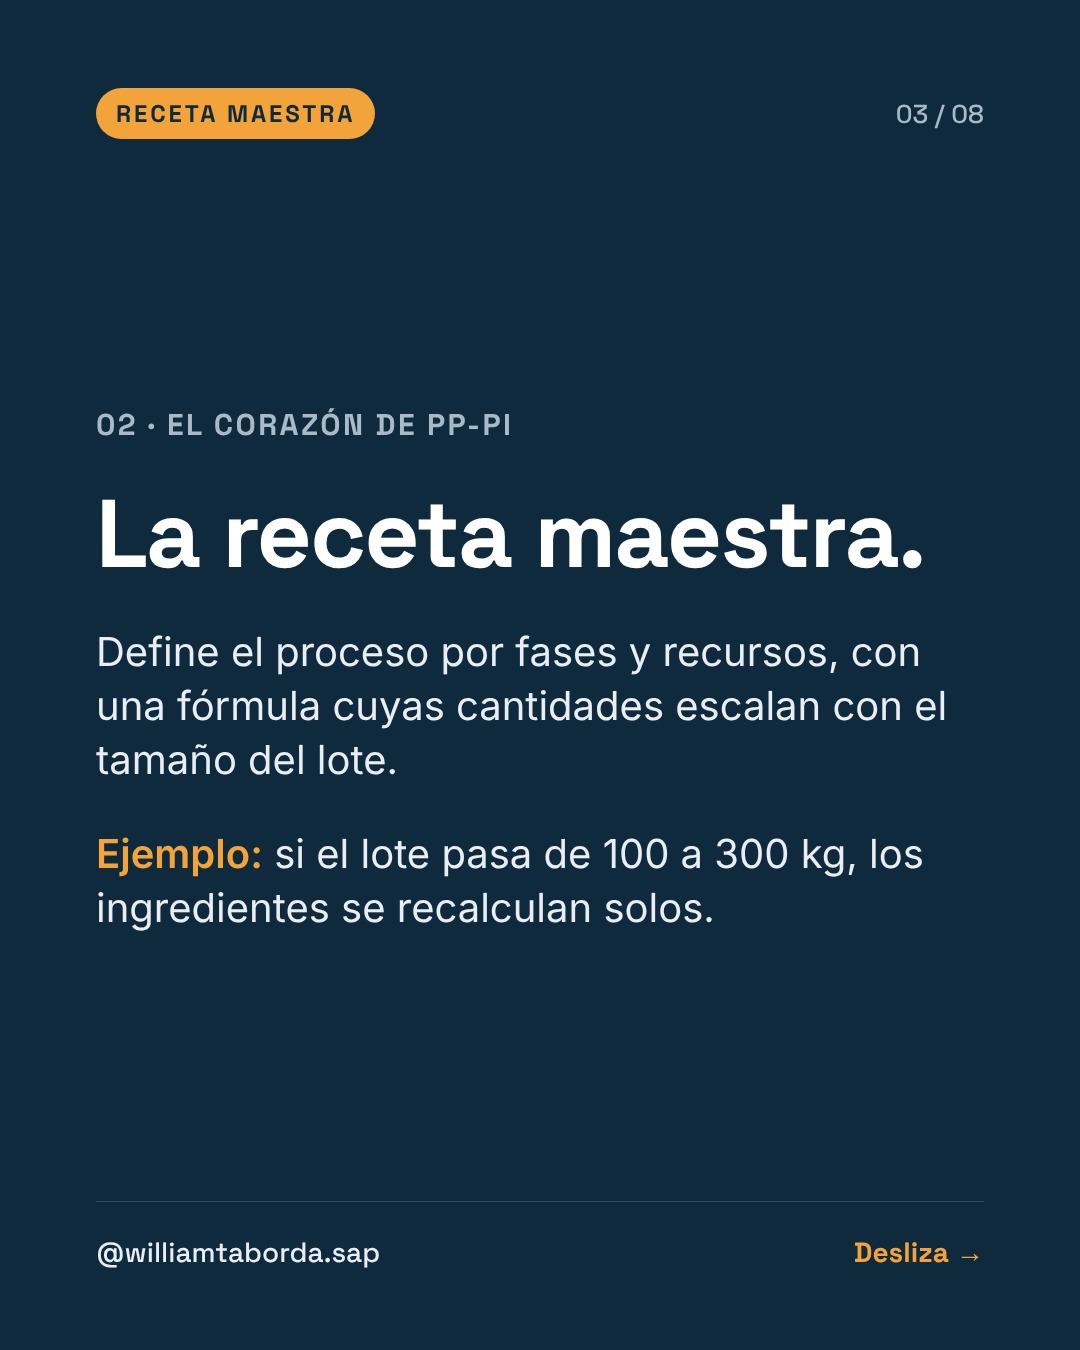 RECETA MAESTRA
03 / 08
02 · EL CORAZÓN DE PP-PI
La receta maestra.
Define el proceso por fases y recursos, con
una fórmula cuyas cantidades escalan con el
tamaño del lote.
Ejemplo: si el lote pasa de 100 a 300 kg, los
ingredientes se recalculan solos.
@williamtaborda.sap
Desliza →